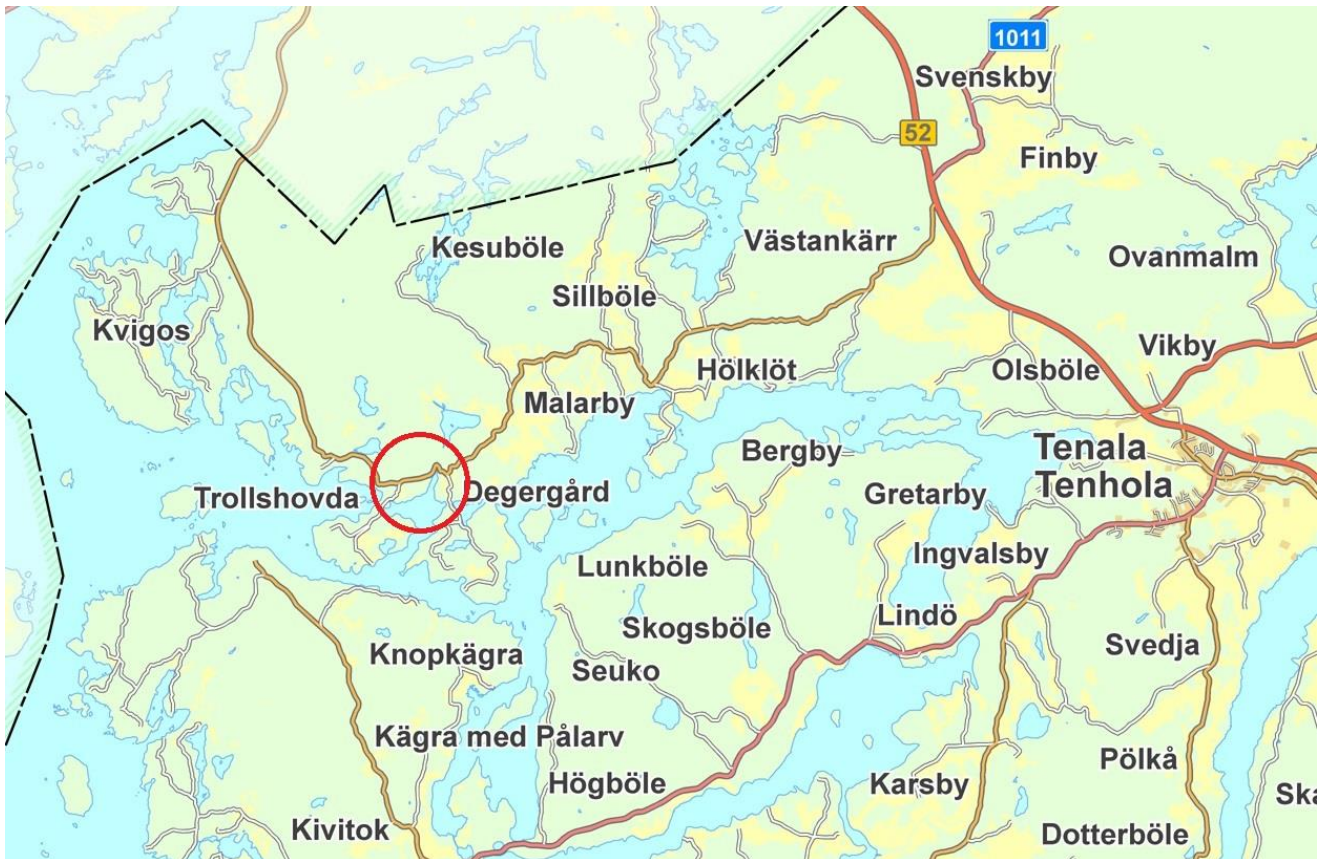 1011
Svenskby
52
Finby
Kesuböle
Västankärr
Ovanmalm
Sillböle
Kvigos
Vikby
Hölklöt
Olsböle
Malarby
Bergby
Tenala
Tenhola
Trollshovda
Degergård
Gretarby
Ingvalsby
Lunkböle
Lindö
Skogsböle
Knopkägra
Seuko
Svedja
Kägra med Pålarv
Pölkå
Högböle
Karsby
Ska
Kivitok
Dotterböle